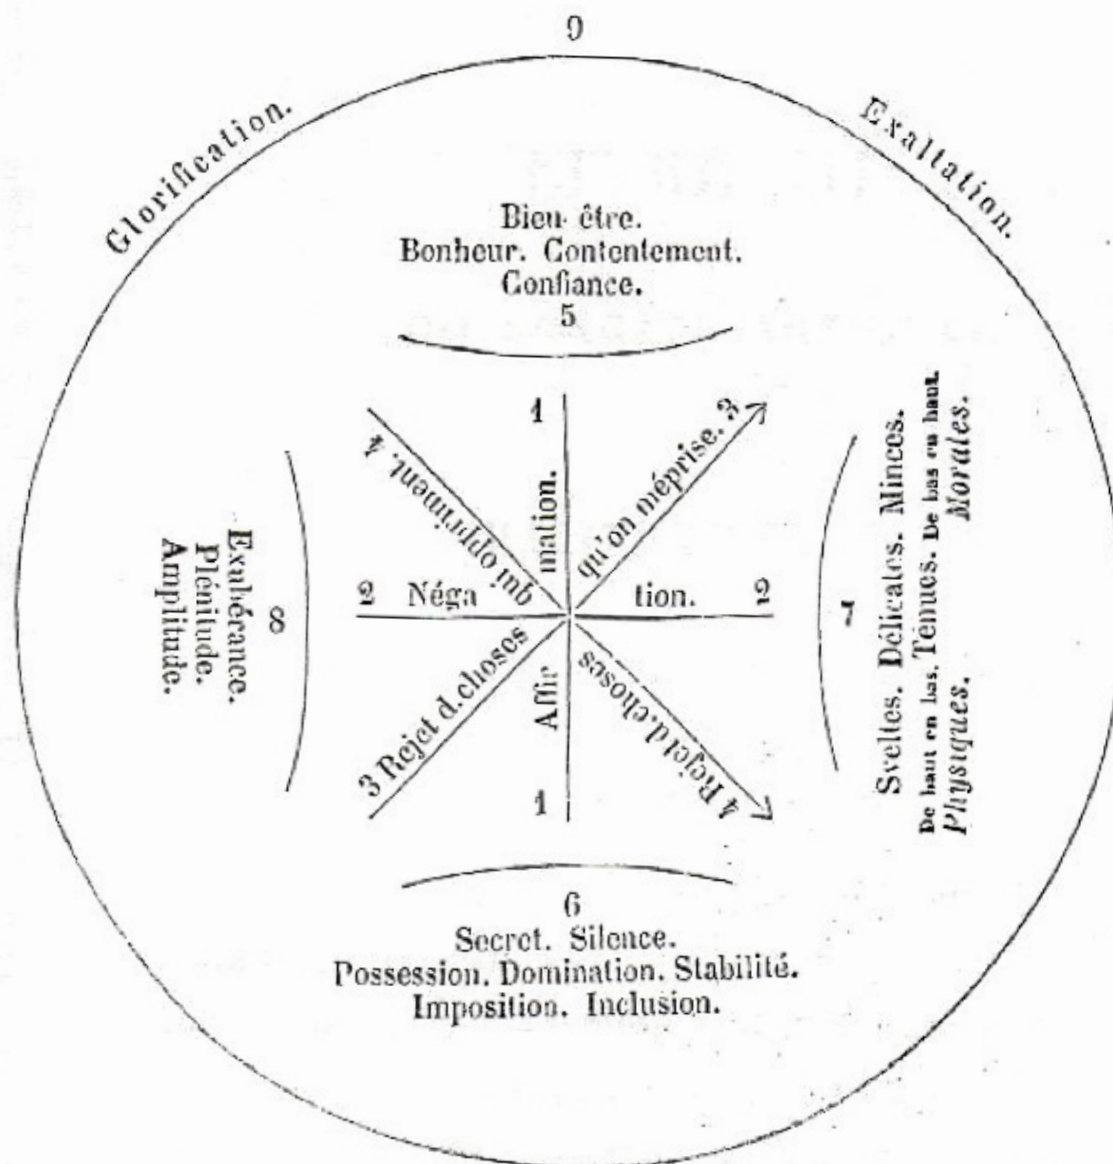 9
Glorification.
Exaltation.
Bien être.
Bonheur. Contentement.
Confiance.
5
1
mation.
Affir
1
qui oppriment. 4
qu'on méprise. 3
2 Néga
tion. 2
3 Rejet d. choses
4 Rejet d. choses
8
Exubérance.
Plénitude.
Amplitude.
7
Sveltes. Délicates. Minces.
De haut en bas. Ténues. De bas en haut.
Physiques. Morales.
6
Secret. Silence.
Possession. Domination. Stabilité.
Imposition. Inclusion.